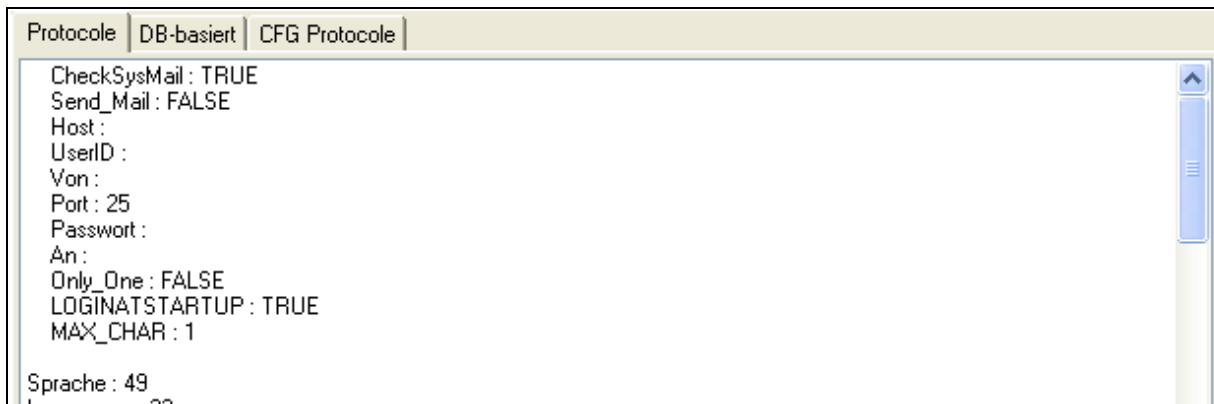 Protocole DB-basiert CFG Protocole
CheckSysMail : TRUE
Send_Mail : FALSE
Host :
UserID :
Von :
Port : 25
Passwort :
An :
Only_One : FALSE
LOGINATSTARTUP : TRUE
MAX_CHAR : 1
Sprache : 49